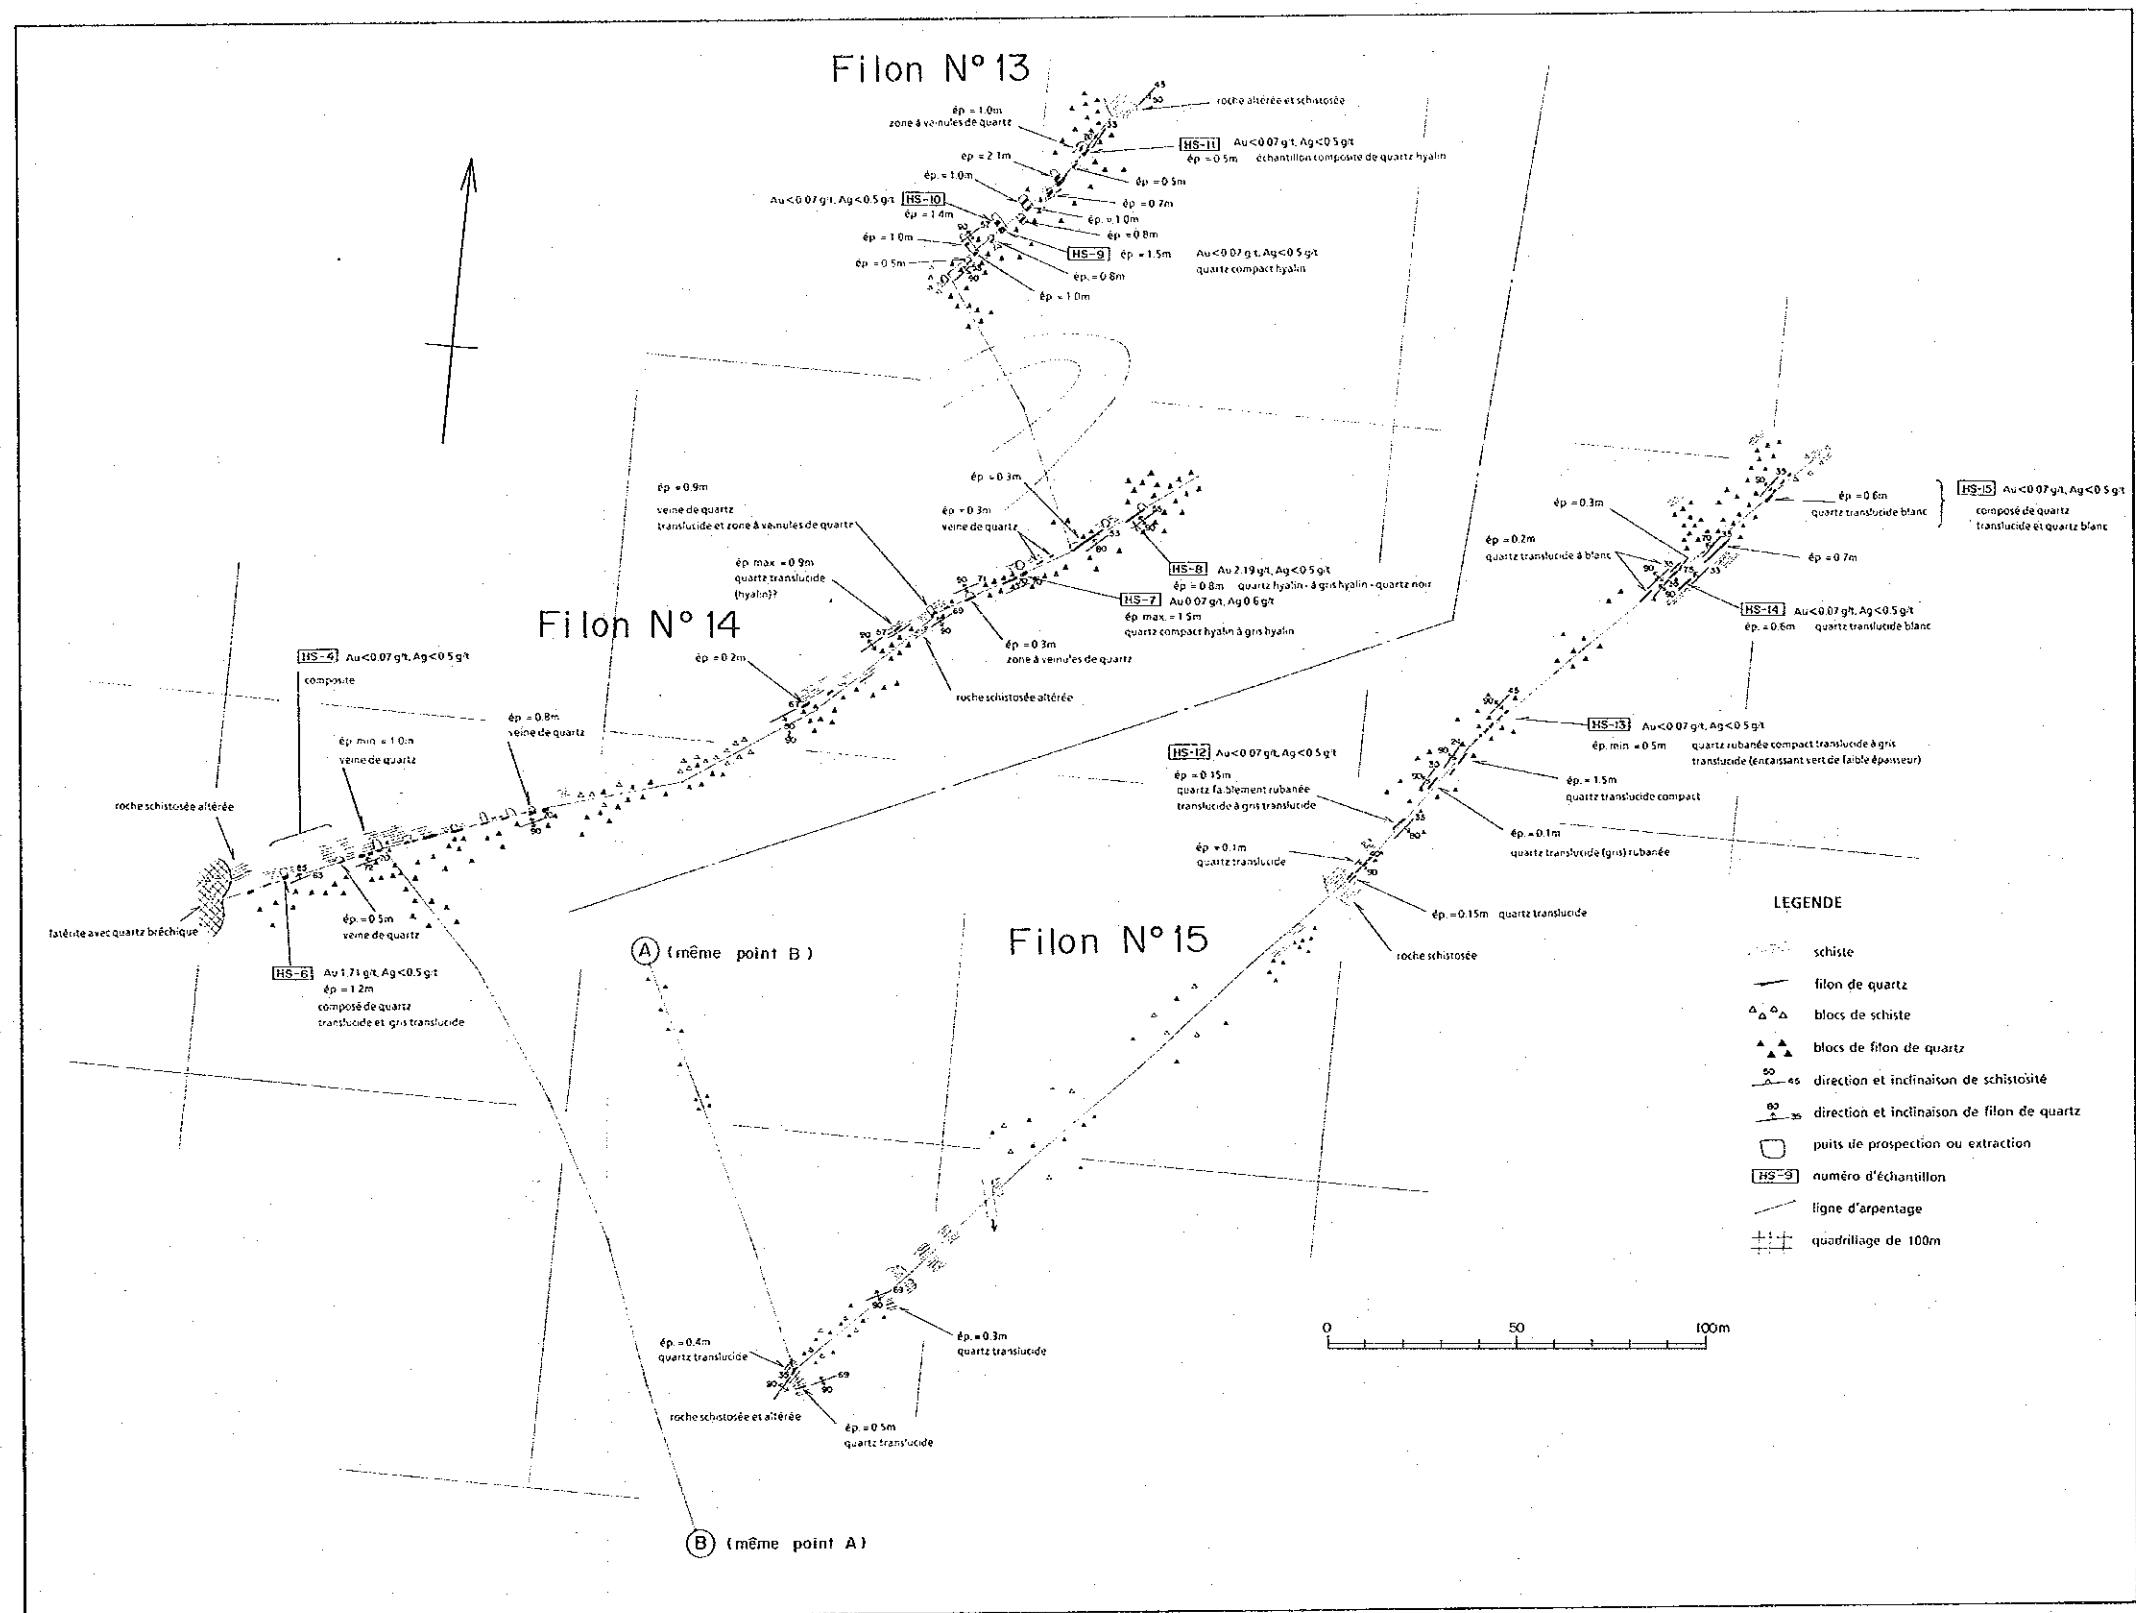 Filon N° 13
ép = 1.0m
zone à veinules de quartz
45
50
roche altérée et schistosée
33
HS-11 Au<0.07 g/t, Ag<0.5 g/t
ép = 0.5m échantillon composite de quartz hyalin
ép = 2.1m
ép = 0.5m
ép. = 1.0m
ép = 0.7m
Au<0.07 g/t, Ag<0.5 g/t HS-10
ép = 1.4m
ép. = 1.0m
ép = 0.8m
ép = 1.0m
HS-9 ép = 1.5m Au<0.07 g/t, Ag<0.5 g/t
quartz compact hyalin
ép = 0.5m
ép. = 0.8m
ép = 1.0m
Filon N° 14
ép = 0.9m
veine de quartz
translucide et zone à veinules de quartz
ép = 0.3m
ép = 0.3m
veine de quartz
ép max = 0.9m
quartz translucide
(hyalin)?
HS-8 Au 2.19 g/t, Ag<0.5 g/t
ép = 0.8m quartz hyalin - à gris hyalin - quartz noir
HS-7 Au 0.07 g/t, Ag 0.6 g/t
ép max. = 1.5m
quartz compact hyalin à gris hyalin
ép = 0.3m
zone à veinules de quartz
ép = 0.2m
roche schistosée altérée
HS-4 Au<0.07 g/t, Ag<0.5 g/t
composite
ép = 0.8m
veine de quartz
ép min = 1.0m
veine de quartz
roche schistosée altérée
latérite avec quartz bréchique
ép. = 0.5m
veine de quartz
HS-6 Au 1.71 g/t, Ag<0.5 g/t
ép = 1.2m
composé de quartz
translucide et gris translucide
A (même point B)
B (même point A)
Filon N° 15
ép = 0.6m
quartz translucide blanc
HS-15 Au<0.07 g/t, Ag<0.5 g/t
composé de quartz
translucide et quartz blanc
ép = 0.3m
ép = 0.2m
quartz translucide à blanc
ép = 0.7m
HS-14 Au<0.07 g/t, Ag<0.5 g/t
ép. = 0.6m quartz translucide blanc
HS-13 Au<0.07 g/t, Ag<0.5 g/t
ép. min = 0.5m quartz rubanée compact translucide à gris
translucide (encaissant vert de faible épaisseur)
HS-12 Au<0.07 g/t, Ag<0.5 g/t
ép = 0.15m
quartz faiblement rubanée
translucide à gris translucide
ép. = 1.5m
quartz translucide compact
ép. = 0.1m
quartz translucide (gris) rubanée
ép = 0.1m
quartz translucide
ép. = 0.15m quartz translucide
roche schistosée
69
90
ép. = 0.3m
quartz translucide
ép. = 0.4m
quartz translucide
35
90
69
90
roche schistosée et altérée
ép. = 0.5m
quartz translucide
LEGENDE
schiste
filon de quartz
blocs de schiste
blocs de filon de quartz
50 45 direction et inclinaison de schistosité
80 35 direction et inclinaison de filon de quartz
puits de prospection ou extraction
HS-9 numéro d'échantillon
ligne d'arpentage
quadrillage de 100m
0 50 100m